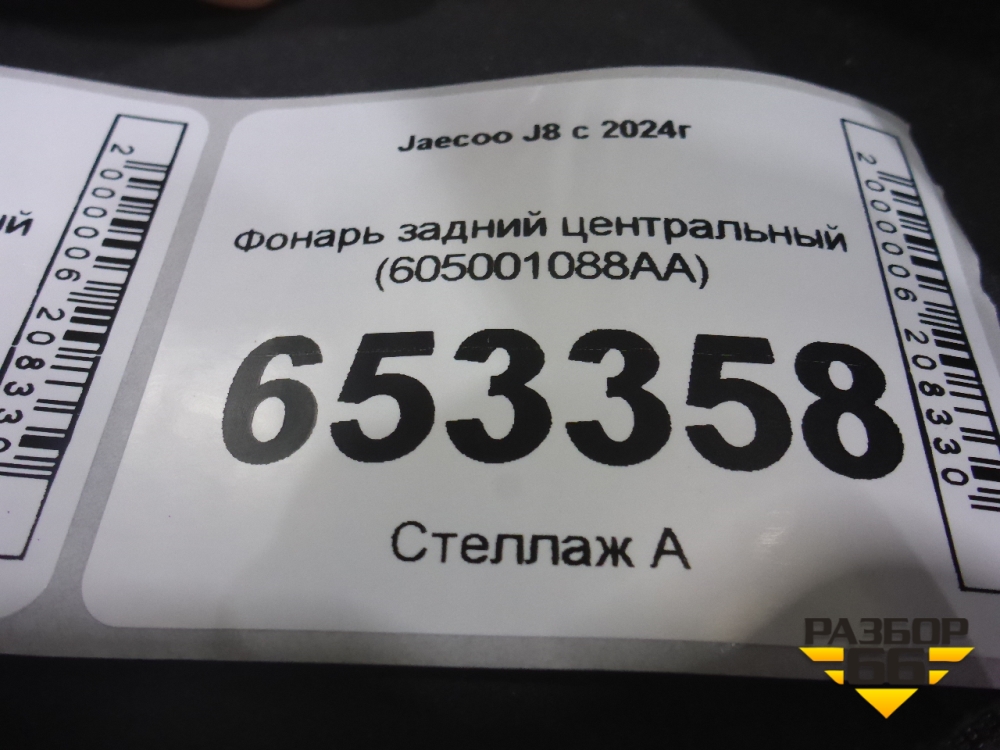 Jaecoo J8 с 2024г
Фонарь задний центральный
(605001088AA)
653358
Стеллаж А
2000006208330
2000006208330
РАЗБОР
66